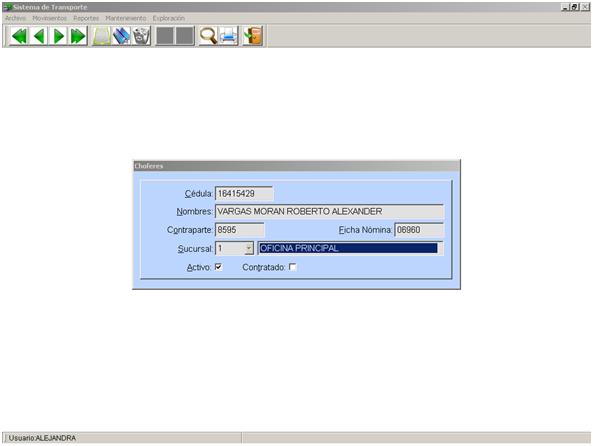 Sistema de Transporte
Archivo Movimientos Reportes Mantenimiento Exploración
Choferes
Cédula: 16415429
Nombres: VARGAS MORAN ROBERTO ALEXANDER
Contraparte: 8595 Ficha Nómina: 06960
Sucursal: 1 OFICINA PRINCIPAL
Activo: Contratado:
Usuario:ALEJANDRA